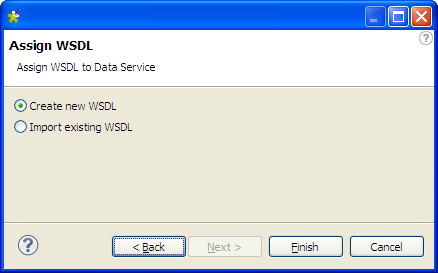 Assign WSDL
Assign WSDL to Data Service
Create new WSDL
Import existing WSDL
< Back Next > Finish Cancel